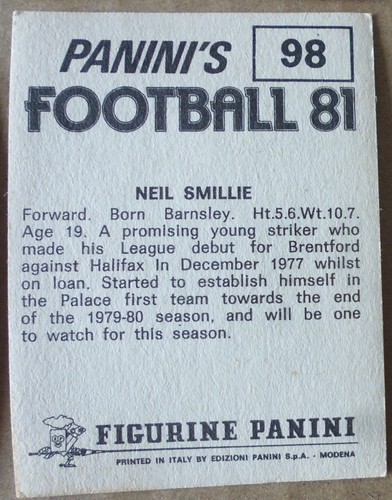 PANINI'S
98
FOOTBALL 81
NEIL SMILLIE
Forward. Born Barnsley. Ht.5.6.Wt.10.7.
Age 19. A promising young striker who
made his League debut for Brentford
against Halifax In December 1977 whilst
on loan. Started to establish himself in
the Palace first team towards the end
of the 1979-80 season, and will be one
to watch for this season.
FIGURINE PANINI
PRINTED IN ITALY BY EDIZIONI PANINI S.p.A. - MODENA